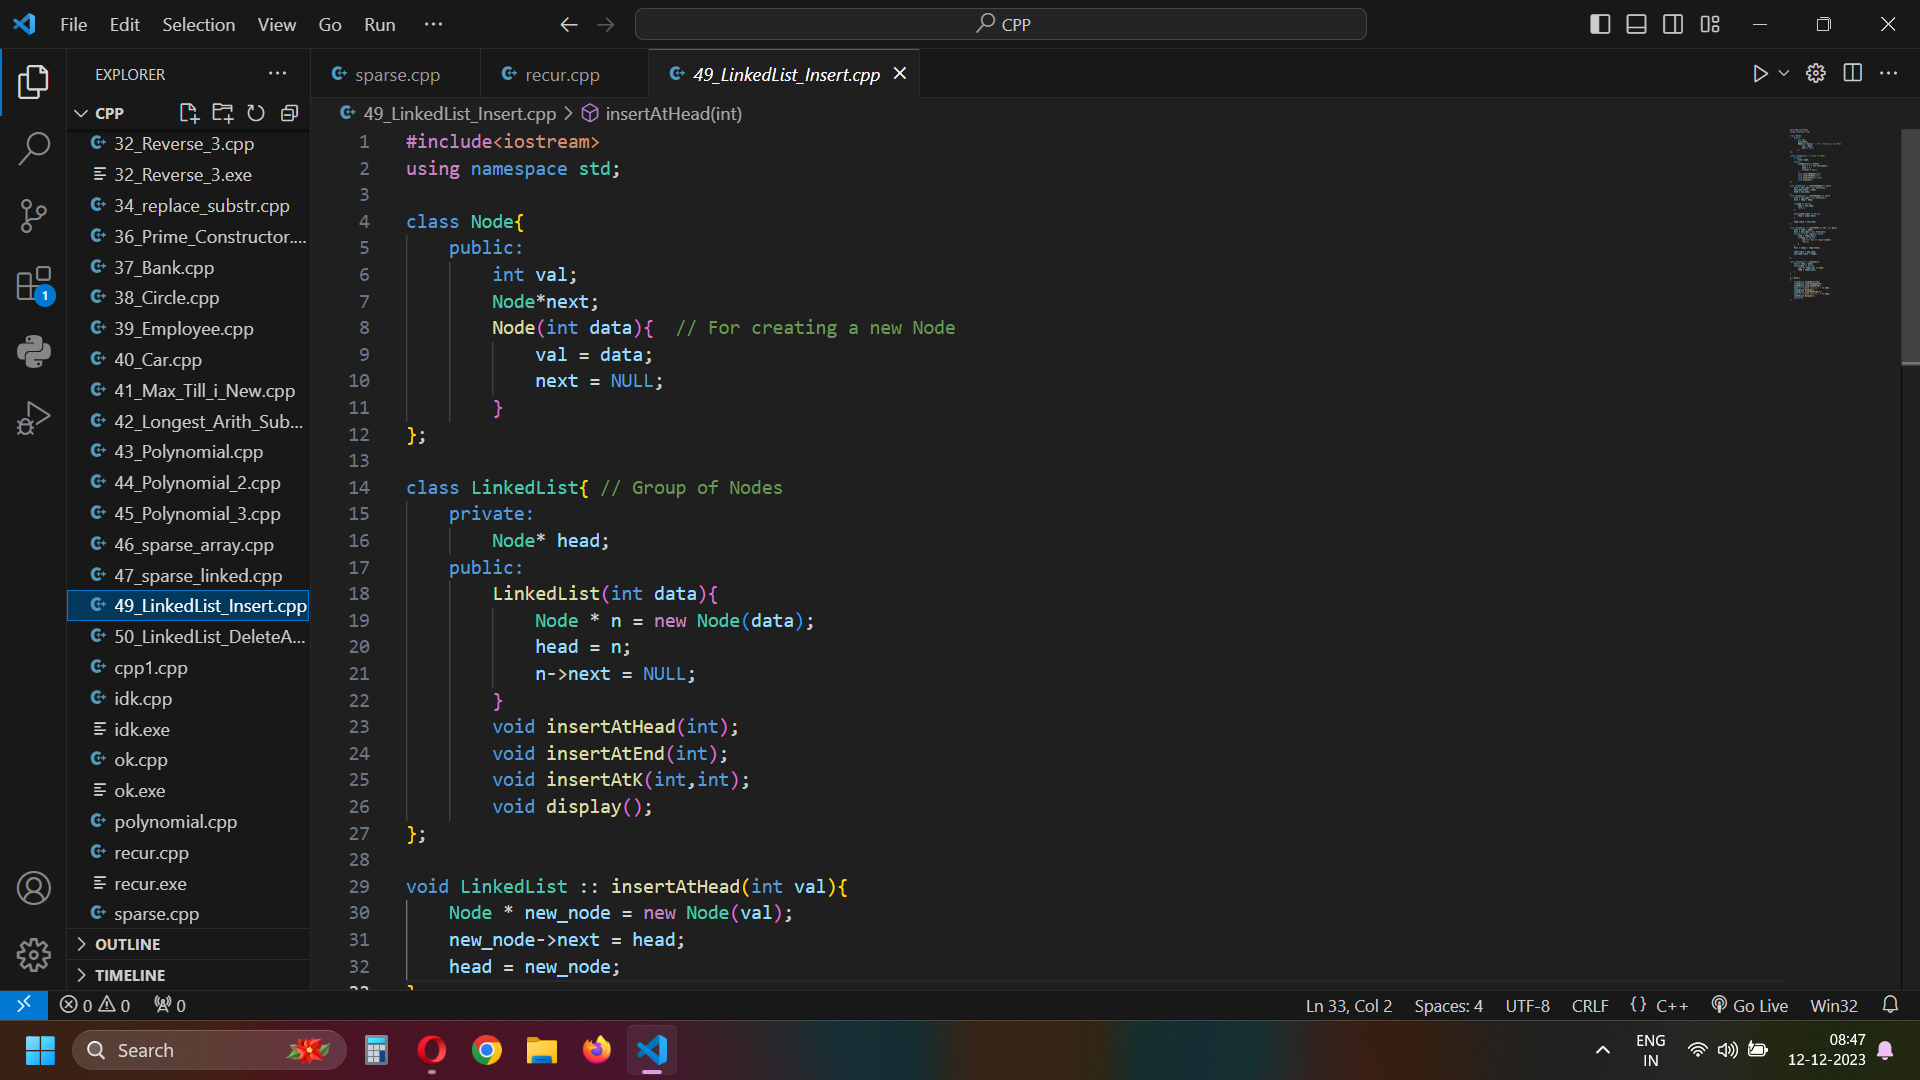 File Edit Selection View Go Run ···
CPP
EXPLORER ···
CPP
32_Reverse_3.cpp
32_Reverse_3.exe
34_replace_substr.cpp
36_Prime_Constructor....
37_Bank.cpp
38_Circle.cpp
39_Employee.cpp
40_Car.cpp
41_Max_Till_i_New.cpp
42_Longest_Arith_Sub...
43_Polynomial.cpp
44_Polynomial_2.cpp
45_Polynomial_3.cpp
46_sparse_array.cpp
47_sparse_linked.cpp
49_LinkedList_Insert.cpp
50_LinkedList_DeleteA...
cpp1.cpp
idk.cpp
idk.exe
ok.cpp
ok.exe
polynomial.cpp
recur.cpp
recur.exe
sparse.cpp
OUTLINE
TIMELINE
1
sparse.cpp recur.cpp 49_LinkedList_Insert.cpp
49_LinkedList_Insert.cpp > insertAtHead(int)
1 #include<iostream>
2 using namespace std;
3
4 class Node{
5 public:
6 int val;
7 Node*next;
8 Node(int data){ // For creating a new Node
9 val = data;
10 next = NULL;
11 }
12 };
13
14 class LinkedList{ // Group of Nodes
15 private:
16 Node* head;
17 public:
18 LinkedList(int data){
19 Node * n = new Node(data);
20 head = n;
21 n->next = NULL;
22 }
23 void insertAtHead(int);
24 void insertAtEnd(int);
25 void insertAtK(int,int);
26 void display();
27 };
28
29 void LinkedList :: insertAtHead(int val){
30 Node * new_node = new Node(val);
31 new_node->next = head;
32 head = new_node;
0 0 0
Ln 33, Col 2 Spaces: 4 UTF-8 CRLF {} C++ Go Live Win32
Search
ENG
IN
08:47
12-12-2023